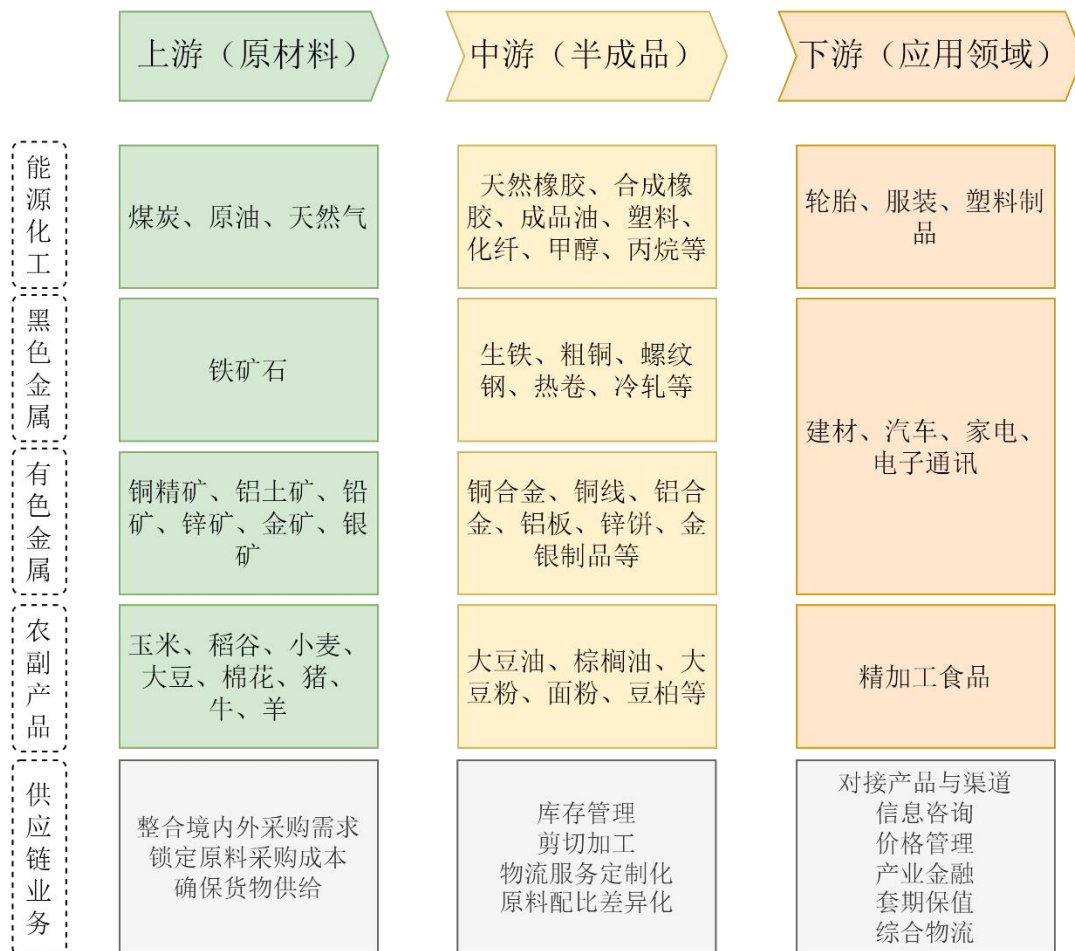 上游（原材料）
中游（半成品）
下游（应用领域）
能源化工
煤炭、原油、天然气
天然橡胶、合成橡
胶、成品油、塑料、
化纤、甲醇、丙烷等
轮胎、服装、塑料制
品
黑色金属
铁矿石
生铁、粗铜、螺纹
钢、热卷、冷轧等
建材、汽车、家电、
电子通讯
有色金属
铜精矿、铝土矿、铅
矿、锌矿、金矿、银
矿
铜合金、铜线、铝合
金、铝板、锌饼、金
银制品等
农副产品
玉米、稻谷、小麦、
大豆、棉花、猪、
牛、羊
大豆油、棕榈油、大
豆粉、面粉、豆柏等
精加工食品
供应链业务
整合境内外采购需求
锁定原料采购成本
确保货物供给
库存管理
剪切加工
物流服务定制化
原料配比差异化
对接产品与渠道
信息咨询
价格管理
产业金融
套期保值
综合物流